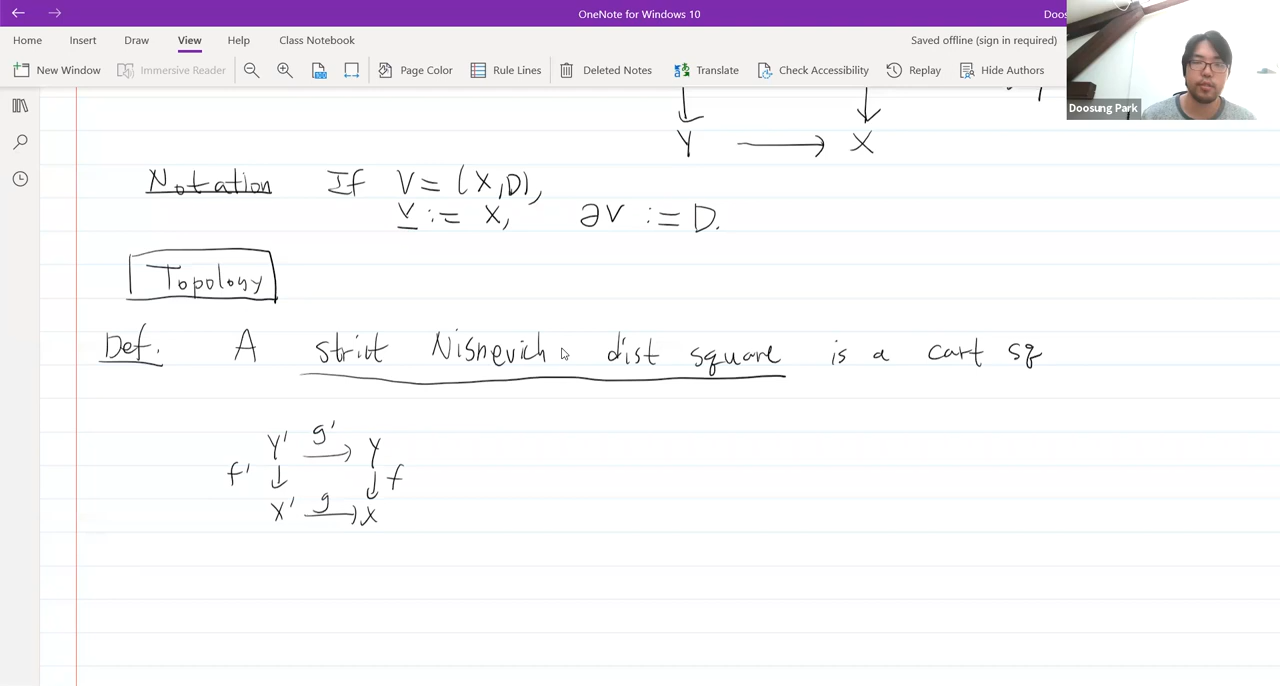 OneNote for Windows 10
Doos
Home Insert Draw View Help Class Notebook
Saved offline (sign in required)
New Window Immersive Reader Page Color Rule Lines Deleted Notes Translate Check Accessibility Replay Hide Authors
Doosung Park
Y → X
Notation If V = (X, D),
V := X, ∂V := D.
Topology
Def. A strict Nisnevich dist square is a cart sq
Y' g' → Y
f' ↓ ↓ f
X' g → X